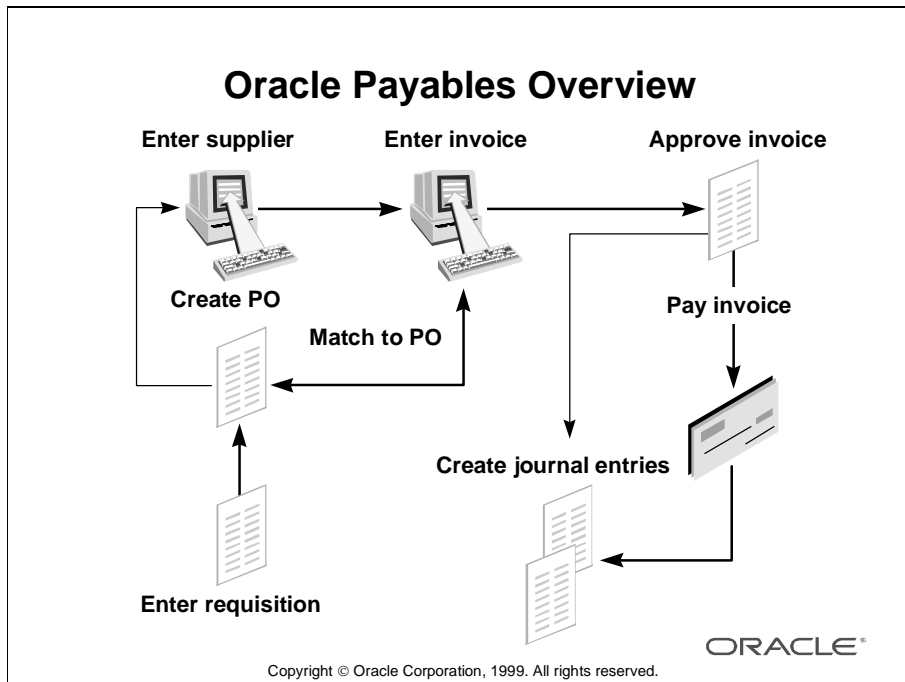 Oracle Payables Overview
Enter supplier
Enter invoice
Approve invoice
Create PO
Pay invoice
Match to PO
Create journal entries
Enter requisition
ORACLE®
Copyright © Oracle Corporation, 1999. All rights reserved.